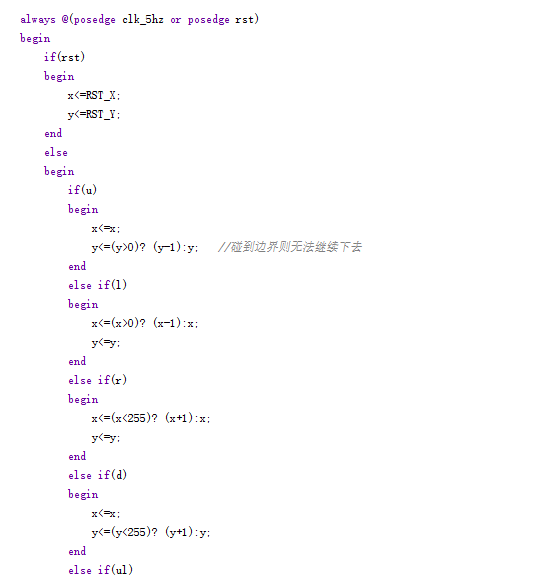 always @(posedge clk_5hz or posedge rst)
begin
    if(rst)
    begin
        x<=RST_X;
        y<=RST_Y;
    end
    else
    begin
        if(u)
        begin
            x<=x;
            y<=(y>0)? (y-1):y;   //碰到边界则无法继续下去
        end
        else if(l)
        begin
            x<=(x>0)? (x-1):x;
            y<=y;
        end
        else if(r)
        begin
            x<=(x<255)? (x+1):x;
            y<=y;
        end
        else if(d)
        begin
            x<=x;
            y<=(y<255)? (y+1):y;
        end
        else if(ul)